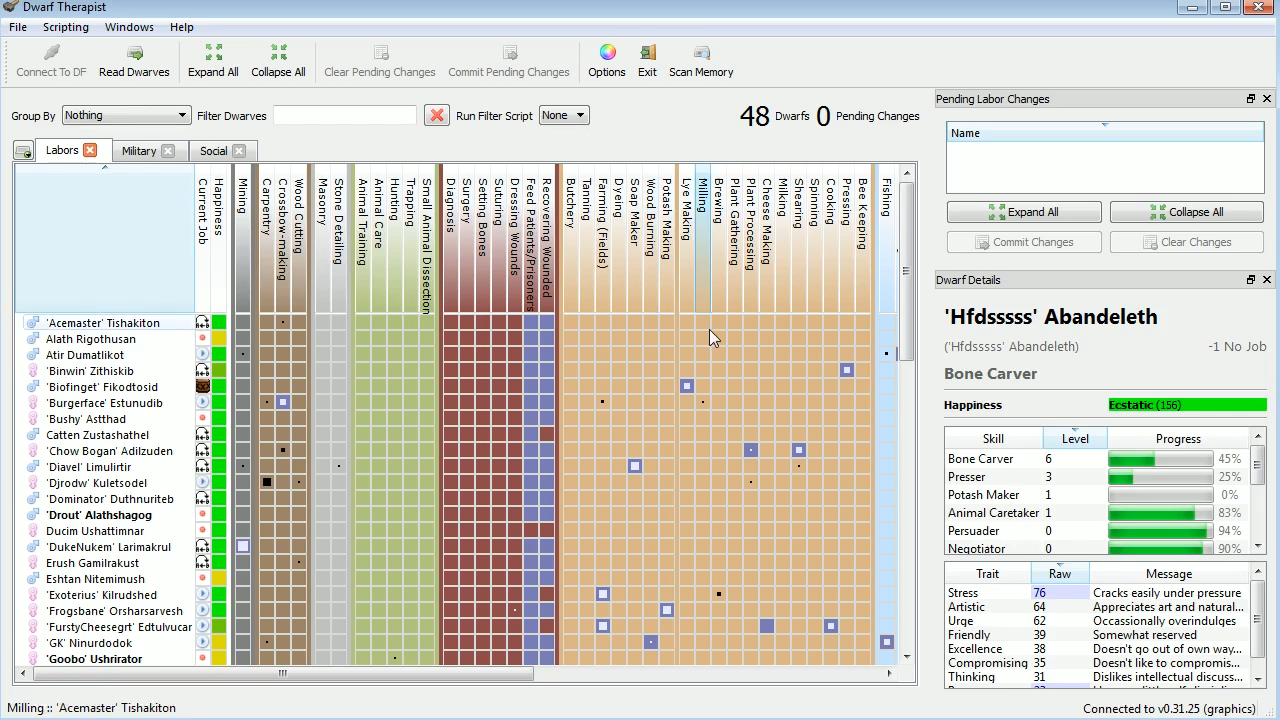 Dwarf Therapist
File Scripting Windows Help
Connect To DF Read Dwarves Expand All Collapse All Clear Pending Changes Commit Pending Changes Options Exit Scan Memory
Group By Nothing Filter Dwarves Run Filter Script None 48 Dwarfs 0 Pending Changes
Labors Military Social
Current Job
Happiness
Mining
Carpentry
Crossbow-making
Wood Cutting
Masonry
Stone Detailing
Animal Training
Animal Care
Hunting
Trapping
Small Animal Dissection
Diagnosis
Surgery
Setting Bones
Suturing
Dressing Wounds
Feed Patients/Prisoners
Recovering Wounded
Butchery
Tanning
Farming (Fields)
Dyeing
Soap Maker
Wood Burning
Potash Making
Lye Making
Milling
Brewing
Plant Gathering
Plant Processing
Cheese Making
Milking
Shearing
Spinning
Cooking
Pressing
Bee Keeping
Fishing
'Acemaster' Tishakiton
Alath Rigothusan
Atir Dumatlikot
'Binwin' Zithiskib
'Biofinget' Fikodtosid
'Burgerface' Estunudib
'Bushy' Astthad
Catten Zustashathel
'Chow Bogan' Adilzuden
'Diavel' Limulirtir
'Djrodw' Kuletsodel
'Dominator' Duthnuriteb
'Drout' Alathshagog
Ducim Ushattimnar
'DukeNukem' Larimakrul
Erush Gamilrakust
Eshtan Nitemimush
'Exoterius' Kilrudshed
'Frogsbane' Orsharsarvesh
'FurstyCheesegrt' Edtulvucar
'GK' Ninurdodok
'Goobo' Ushrirator
Pending Labor Changes
Name
Expand All Collapse All
Commit Changes Clear Changes
Dwarf Details
'Hfdsssss' Abandeleth
('Hfdsssss' Abandeleth) -1 No Job
Bone Carver
Happiness Ecstatic (156)
Skill Level Progress
Bone Carver 6 45%
Presser 3 25%
Potash Maker 1 0%
Animal Caretaker 1 83%
Persuader 0 94%
Negotiator 0 90%
Trait Raw Message
Stress 76 Cracks easily under pressure
Artistic 64 Appreciates art and natural...
Urge 62 Occassionally overindulges
Friendly 39 Somewhat reserved
Excellence 38 Doesn't go out of own way...
Compromising 35 Doesn't like to compromis...
Thinking 31 Dislikes intellectual discuss...
Milling :: 'Acemaster' Tishakiton Connected to v0.31.25 (graphics)